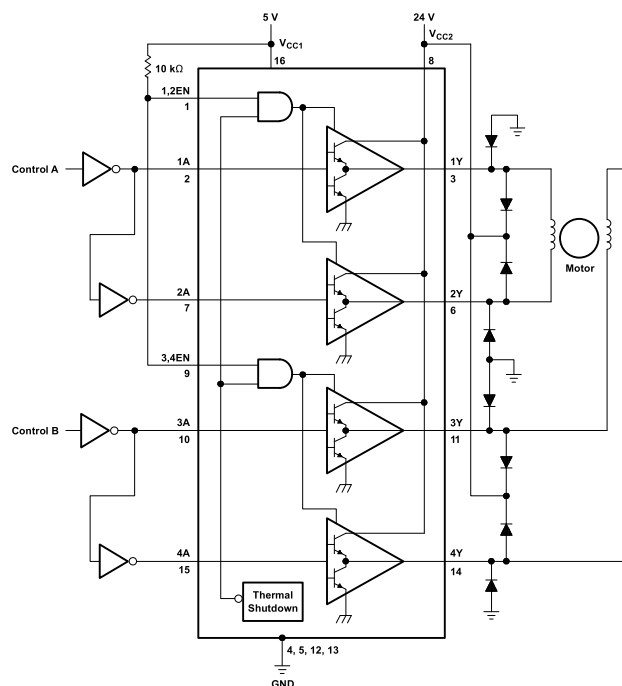 5 V
24 V
VCC1
VCC2
10 kΩ
16
8
1,2EN
1
Control A
1A
2
1Y
3
Motor
2A
7
2Y
6
3,4EN
9
Control B
3A
10
3Y
11
4A
15
4Y
14
Thermal
Shutdown
4, 5, 12, 13
GND